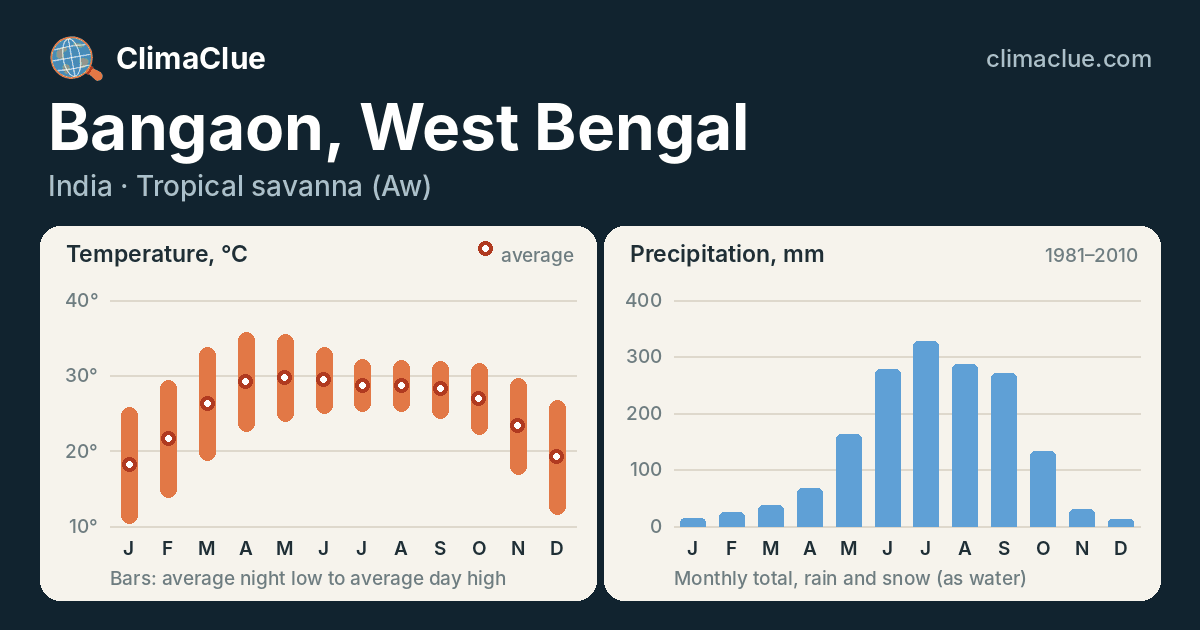 ClimaClue
climaclue.com
Bangaon, West Bengal
India · Tropical savanna (Aw)
Temperature, °C
average
40°
30°
20°
10°
J F M A M J J A S O N D
Bars: average night low to average day high
Precipitation, mm
1981–2010
400
300
200
100
0
J F M A M J J A S O N D
Monthly total, rain and snow (as water)